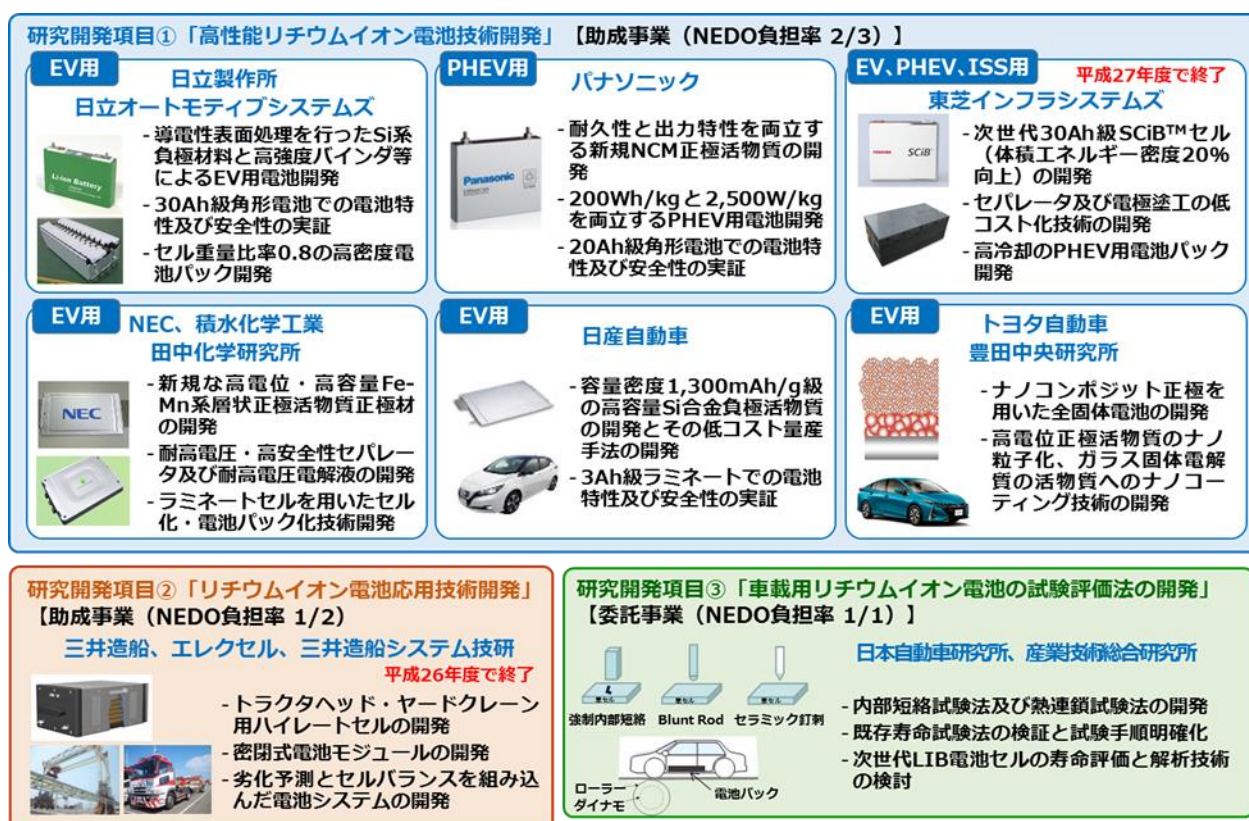 研究開発項目①「高性能リチウムイオン電池技術開発」【助成事業（NEDO負担率 2/3）】
EV用
日立製作所
日立オートモティブシステムズ
Li-ion Battery
- 導電性表面処理を行ったSi系
負極材料と高強度バインダ等
によるEV用電池開発
- 30Ah級角形電池での電池特
性及び安全性の実証
- セル重量比率0.8の高密度電
池パック開発
PHEV用
パナソニック
Panasonic
- 耐久性と出力特性を両立す
る新規NCM正極活物質の開
発
- 200Wh/kgと2,500W/kg
を両立するPHEV用電池開発
- 20Ah級角形電池での電池特
性及び安全性の実証
EV、PHEV、ISS用
平成27年度で終了
東芝インフラシステムズ
TOSHIBA
SCiB
- 次世代30Ah級SCiB™セル
（体積エネルギー密度20%
向上）の開発
- セパレータ及び電極塗工の低
コスト化技術の開発
- 高冷却のPHEV用電池パック
開発
EV用
NEC、積水化学工業
田中化学研究所
NEC
- 新規な高電位・高容量Fe-
Mn系層状正極活物質正極材
の開発
- 耐高電圧・高安全性セパレー
タ及び耐高電圧電解液の開発
- ラミネートセルを用いたセル
化・電池パック化技術開発
EV用
日産自動車
- 容量密度1,300mAh/g級
の高容量Si合金負極活物質
の開発とその低コスト量産
手法の開発
- 3Ah級ラミネートでの電池
特性及び安全性の実証
EV用
トヨタ自動車
豊田中央研究所
- ナノコンポジット正極を
用いた全固体電池の開発
- 高電位正極活物質のナノ
粒子化、ガラス固体電解
質の活物質へのナノコー
ティング技術の開発
研究開発項目②「リチウムイオン電池応用技術開発」
【助成事業（NEDO負担率 1/2）
三井造船、エレクセル、三井造船システム技研
平成26年度で終了
- トラクタヘッド・ヤードクレーン
用ハイレートセルの開発
- 密閉式電池モジュールの開発
- 劣化予測とセルバランスを組み込
んだ電池システムの開発
研究開発項目③「車載用リチウムイオン電池の試験評価法の開発」
【委託事業（NEDO負担率 1/1）】
日本自動車研究所、産業技術総合研究所
強制内部短絡
Blunt Rod
セラミック釘刺
ローラー
ダイナモ
電池パック
- 内部短絡試験法及び熱連鎖試験法の開発
- 既存寿命試験法の検証と試験手順明確化
- 次世代LIB電池セルの寿命評価と解析技術
の検討